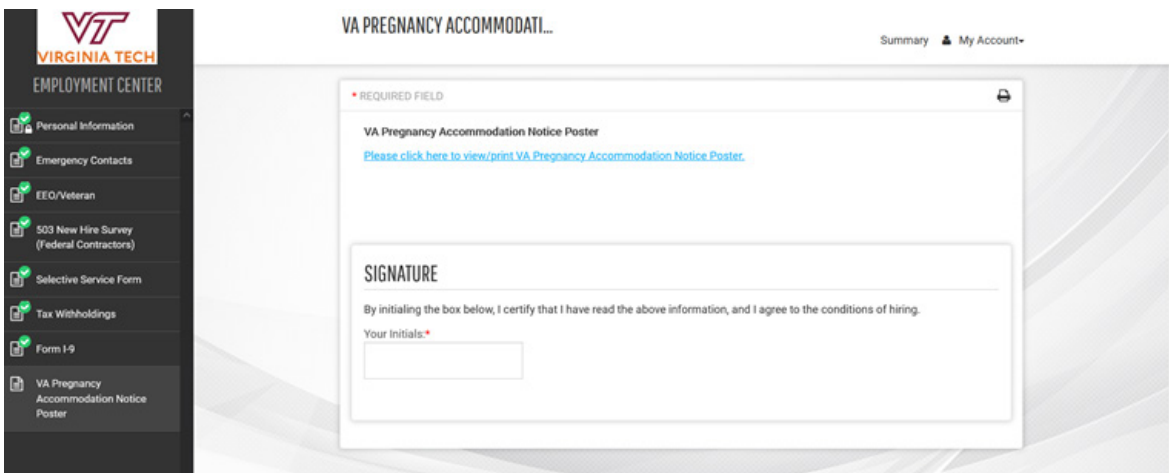 VT
VIRGINIA TECH
EMPLOYMENT CENTER
Personal Information
Emergency Contacts
EEO/Veteran
503 New Hire Survey
(Federal Contractors)
Selective Service Form
Tax Withholdings
Form I-9
VA Pregnancy
Accommodation Notice
Poster
VA PREGNANCY ACCOMMODATI...
Summary My Account
* REQUIRED FIELD
VA Pregnancy Accommodation Notice Poster
Please click here to view/print VA Pregnancy Accommodation Notice Poster.
SIGNATURE
By initialing the box below, I certify that I have read the above information, and I agree to the conditions of hiring.
Your Initials:*